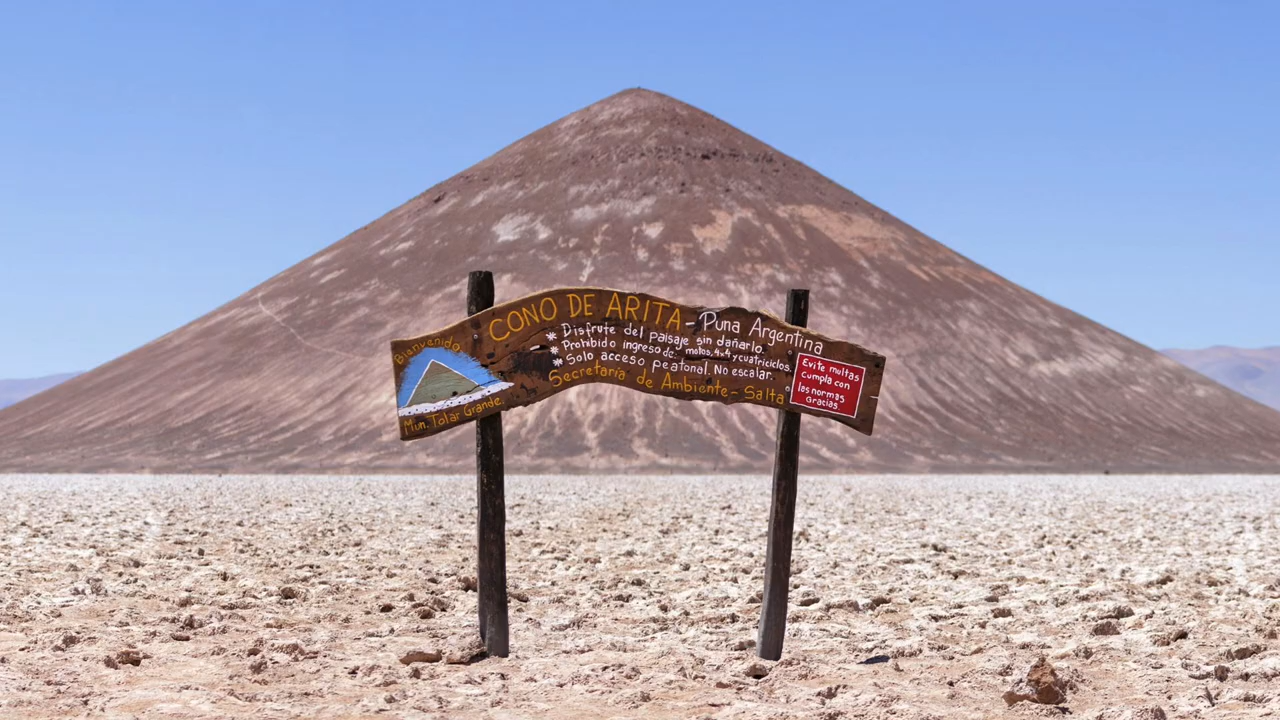 Bienvenido
CONO DE ARITA - Puna Argentina
* Disfrute del paisaje sin dañarlo.
* Prohibido ingreso de: motos, 4x4 y cuatriciclos.
* Solo acceso peatonal. No escalar.
Secretaría de Ambiente - Salta
Mun. Tolar Grande.
Evite multas
cumpla con
las normas
Gracias